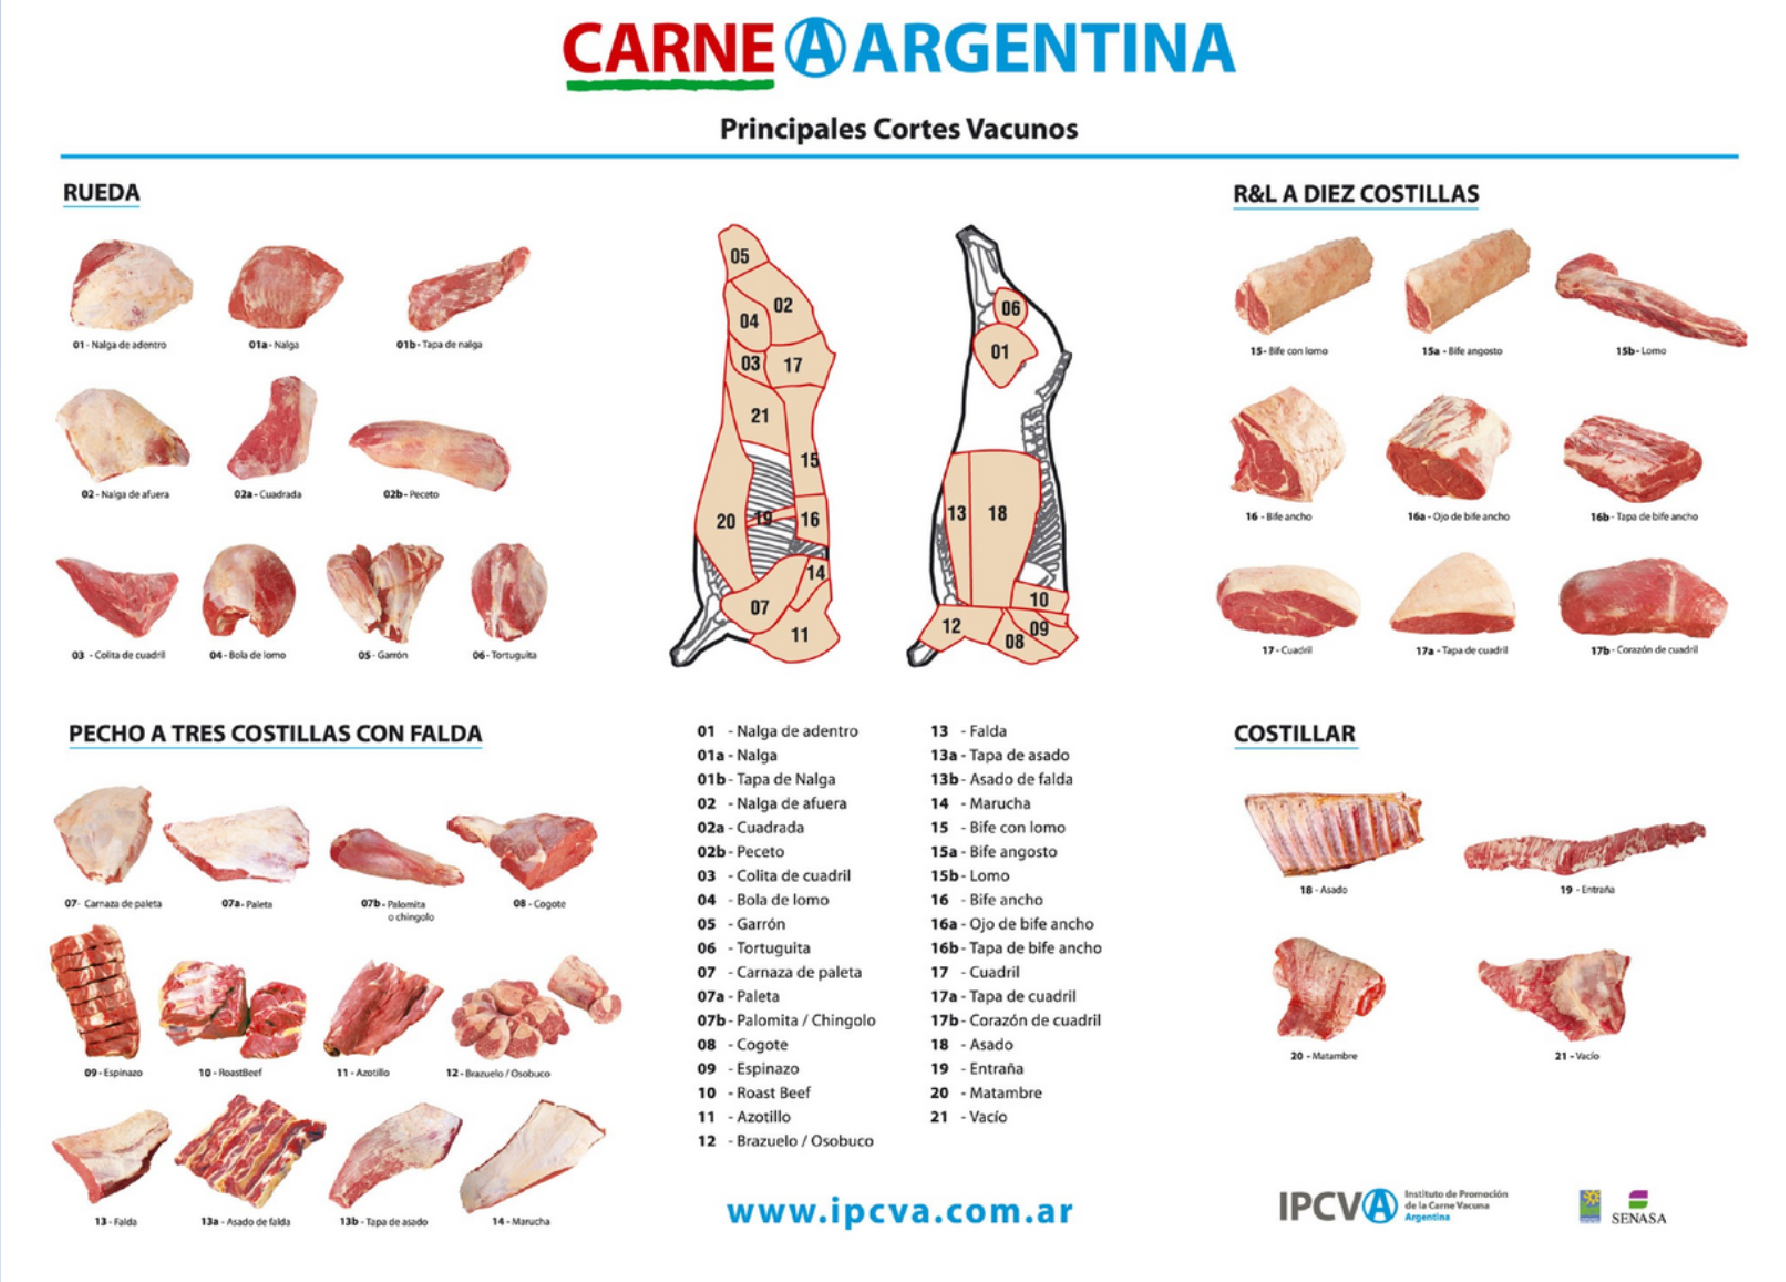 CARNE A ARGENTINA
Principales Cortes Vacunos
RUEDA
01 - Nalga de adentro
01a - Nalga
01b - Tapa de nalga
02 - Nalga de afuera
02a - Cuadrada
02b - Peceto
03 - Colita de cuadril
04 - Bola de lomo
05 - Garrón
06 - Tortuguita
05
02
04
03
17
21
15
20
19
16
14
07
11
06
01
13
18
10
12
09
08
R&L A DIEZ COSTILLAS
15 - Bife con lomo
15a - Bife angosto
15b - Lomo
16 - Bife ancho
16a - Ojo de bife ancho
16b - Tapa de bife ancho
17 - Cuadril
17a - Tapa de cuadril
17b - Corazón de cuadril
PECHO A TRES COSTILLAS CON FALDA
07 - Carnaza de paleta
07a - Paleta
07b - Palomita
o chingolo
08 - Cogote
09 - Espinazo
10 - RoastBeef
11 - Azotillo
12 - Brazuelo / Osobuco
13 - Falda
13a - Asado de falda
13b - Tapa de asado
14 - Marucha
01 - Nalga de adentro
01a - Nalga
01b - Tapa de Nalga
02 - Nalga de afuera
02a - Cuadrada
02b - Peceto
03 - Colita de cuadril
04 - Bola de lomo
05 - Garrón
06 - Tortuguita
07 - Carnaza de paleta
07a - Paleta
07b - Palomita / Chingolo
08 - Cogote
09 - Espinazo
10 - Roast Beef
11 - Azotillo
12 - Brazuelo / Osobuco
13 - Falda
13a - Tapa de asado
13b - Asado de falda
14 - Marucha
15 - Bife con lomo
15a - Bife angosto
15b - Lomo
16 - Bife ancho
16a - Ojo de bife ancho
16b - Tapa de bife ancho
17 - Cuadril
17a - Tapa de cuadril
17b - Corazón de cuadril
18 - Asado
19 - Entraña
20 - Matambre
21 - Vacío
COSTILLAR
18 - Asado
19 - Entraña
20 - Matambre
21 - Vacío
www.ipcva.com.ar
IPCVA
Instituto de Promoción
de la Carne Vacuna
Argentina
SENASA